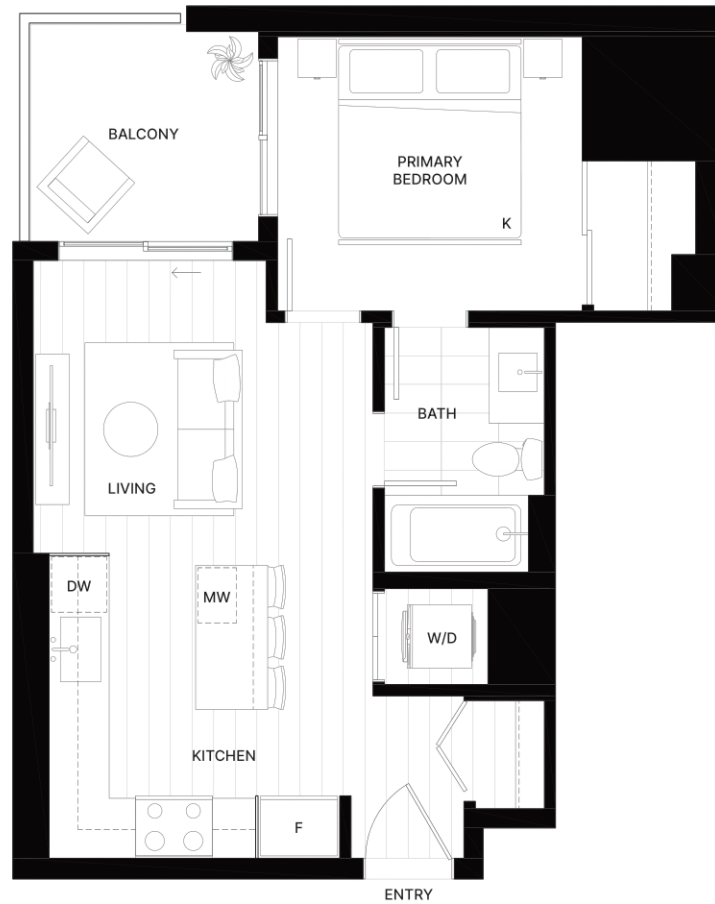 BALCONY
PRIMARY
BEDROOM
K
BATH
LIVING
DW
MW
W/D
KITCHEN
F
ENTRY